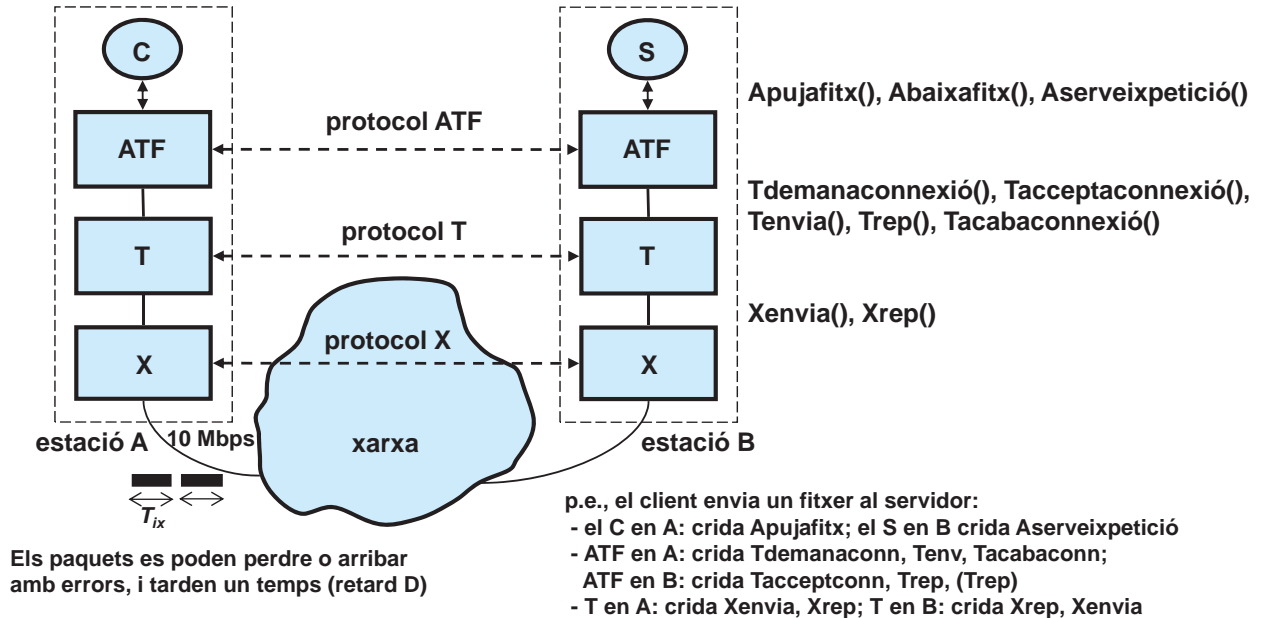 C
S
Apujafitx(), Abaixafitx(), Aserveixpetició()
protocol ATF
ATF
ATF
Tdemanaconnexió(), Tacceptaconnexió(),
Tenvia(), Trep(), Tacabaconnexió()
protocol T
T
T
Xenvia(), Xrep()
protocol X
X
X
estació A
10 Mbps
xarxa
estació B
Tix
p.e., el client envia un fitxer al servidor:
- el C en A: crida Apujafitx; el S en B crida Aserveixpetició
- ATF en A: crida Tdemanaconn, Tenv, Tacabaconn;
ATF en B: crida Tacceptconn, Trep, (Trep)
- T en A: crida Xenvia, Xrep; T en B: crida Xrep, Xenvia
Els paquets es poden perdre o arribar
amb errors, i tarden un temps (retard D)